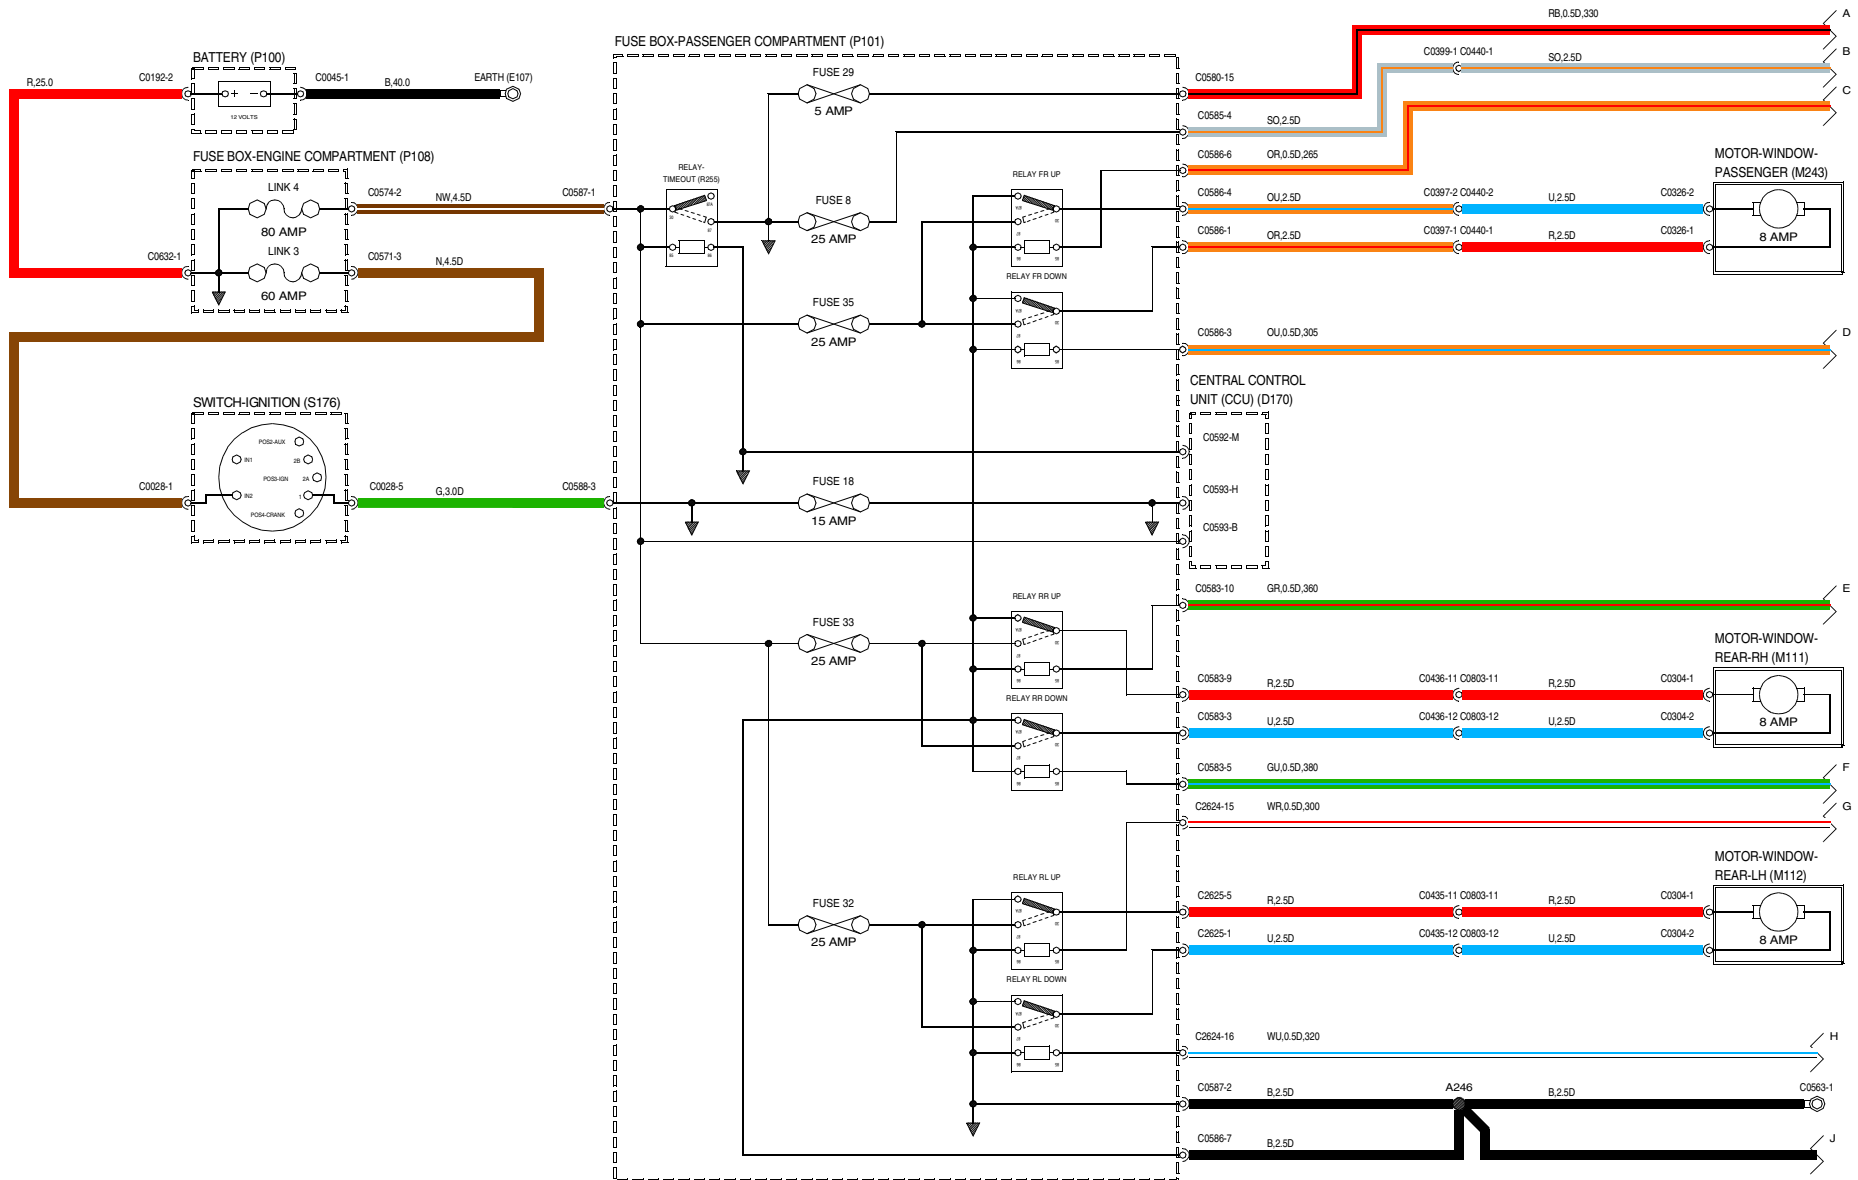 BATTERY (P100)
R,25.0
C0192-2
C0045-1
B,40.0
EARTH (E107)
+ −
12 VOLTS
FUSE BOX-ENGINE COMPARTMENT (P108)
LINK 4
80 AMP
C0574-2
NW,4.5D
C0587-1
C0632-1
LINK 3
60 AMP
C0571-3
N,4.5D
SWITCH-IGNITION (S176)
POS2-AUX
IN1
2B
POS3-IGN
2A
IN2
1
POS4-CRANK
C0028-1
C0028-5
G,3.0D
C0588-3
FUSE BOX-PASSENGER COMPARTMENT (P101)
FUSE 29
5 AMP
RELAY-
TIMEOUT (R255)
87A
30
87
85
86
FUSE 8
25 AMP
FUSE 35
25 AMP
FUSE 18
15 AMP
FUSE 33
25 AMP
FUSE 32
25 AMP
RELAY FR UP
RELAY FR DOWN
RELAY RR UP
RELAY RR DOWN
RELAY RL UP
RELAY RL DOWN
RB,0.5D,330
A
C0580-15
C0399-1 C0440-1
SO,2.5D
B
C0585-4
SO,2.5D
C
C0586-6
OR,0.5D,265
MOTOR-WINDOW-
PASSENGER (M243)
8 AMP
C0586-4
OU,2.5D
C0397-2 C0440-2
U,2.5D
C0326-2
C0586-1
OR,2.5D
C0397-1 C0440-1
R,2.5D
C0326-1
C0586-3
OU,0.5D,305
D
CENTRAL CONTROL
UNIT (CCU) (D170)
C0592-M
C0593-H
C0593-B
C0583-10
GR,0.5D,360
E
MOTOR-WINDOW-
REAR-RH (M111)
8 AMP
C0583-9
R,2.5D
C0436-11 C0803-11
R,2.5D
C0304-1
C0583-3
U,2.5D
C0436-12 C0803-12
U,2.5D
C0304-2
C0583-5
GU,0.5D,380
F
C2624-15
WR,0.5D,300
G
MOTOR-WINDOW-
REAR-LH (M112)
8 AMP
C2625-5
R,2.5D
C0435-11 C0803-11
R,2.5D
C0304-1
C2625-1
U,2.5D
C0435-12 C0803-12
U,2.5D
C0304-2
C2624-16
WU,0.5D,320
H
C0587-2
B,2.5D
A246
B,2.5D
C0563-1
C0586-7
B,2.5D
J